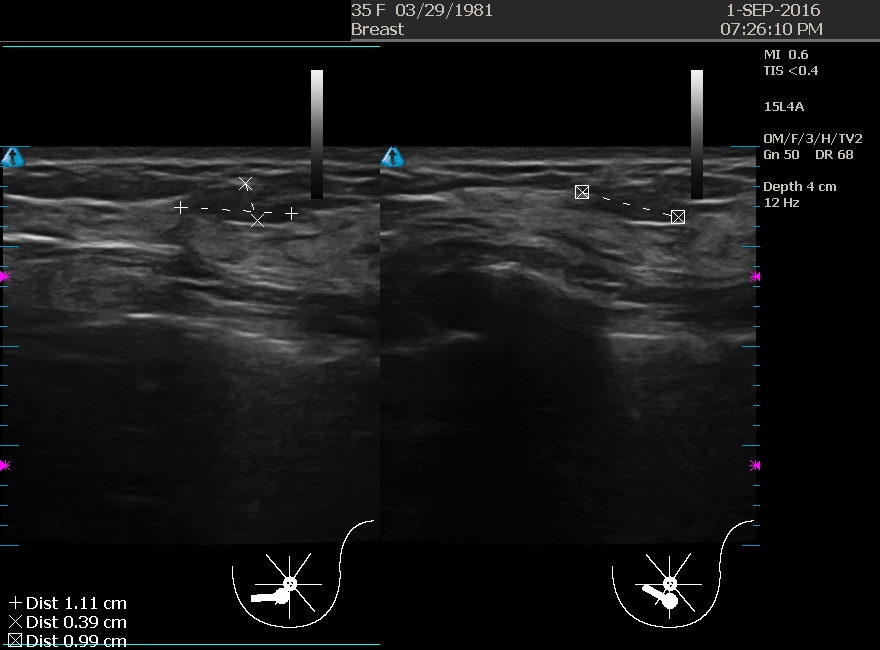 35 F 03/29/1981 1-SEP-2016
Breast 07:26:10 PM
MI 0.6
TIS <0.4
15L4A
OM/F/3/H/TV2
Gn 50 DR 68
Depth 4 cm
12 Hz
Dist 1.11 cm
Dist 0.39 cm
Dist 0.99 cm